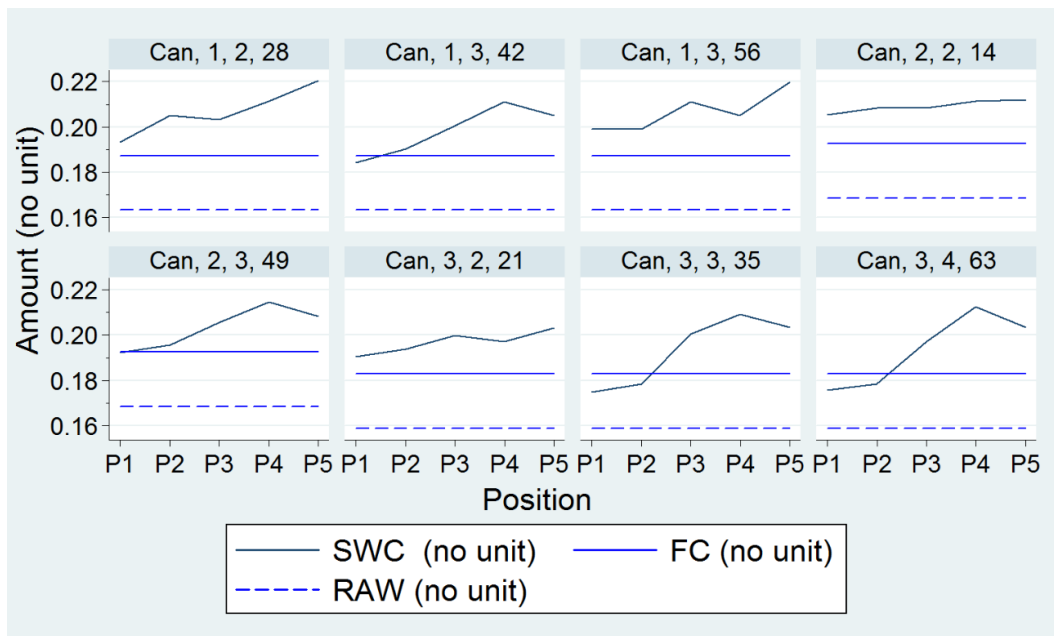 Can, 1, 2, 28
Can, 1, 3, 42
Can, 1, 3, 56
Can, 2, 2, 14
0.22
0.20
0.18
0.16
Can, 2, 3, 49
Can, 3, 2, 21
Can, 3, 3, 35
Can, 3, 4, 63
0.22
0.20
0.18
0.16
Amount (no unit)
P1 P2 P3 P4 P5
P1 P2 P3 P4 P5
P1 P2 P3 P4 P5
P1 P2 P3 P4 P5
Position
SWC (no unit)
FC (no unit)
RAW (no unit)